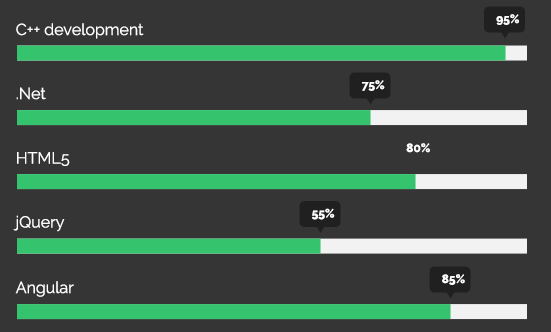 95%
C++ development
75%
.Net
80%
HTML5
55%
jQuery
85%
Angular